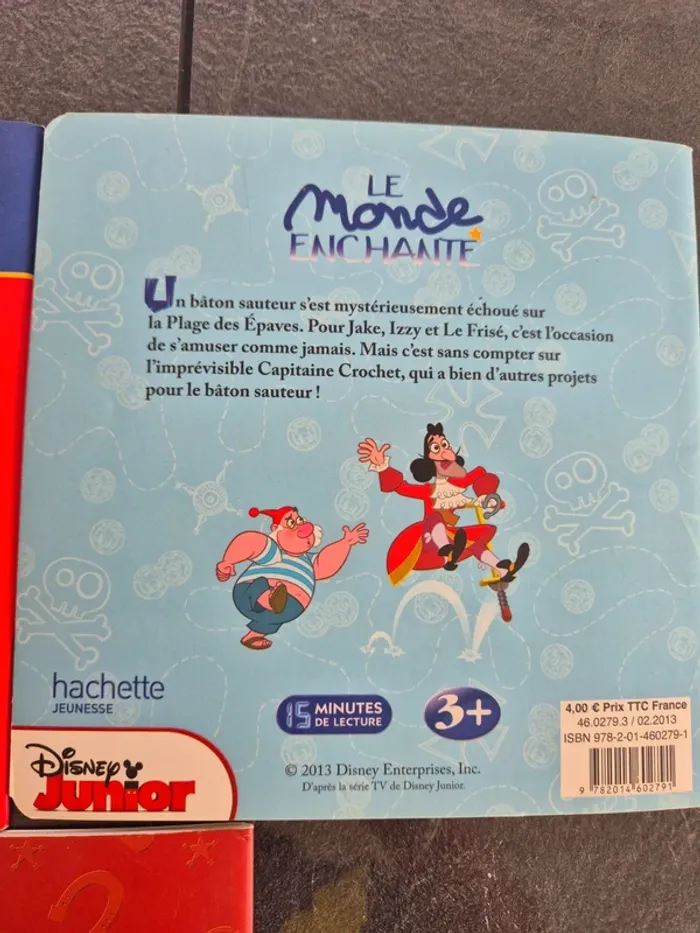 LE
Monde
ENCHANTÉ
Un bâton sauteur s'est mystérieusement échoué sur
la Plage des Épaves. Pour Jake, Izzy et Le Frisé, c'est l'occasion
de s'amuser comme jamais. Mais c'est sans compter sur
l'imprévisible Capitaine Crochet, qui a bien d'autres projets
pour le bâton sauteur !
hachette
JEUNESSE
15 MINUTES
DE LECTURE
3+
4,00 € Prix TTC France
46.0279.3 / 02.2013
ISBN 978-2-01-460279-1
9 782014 602791
Disney
Junior
© 2013 Disney Enterprises, Inc.
D'après la série TV de Disney Junior.